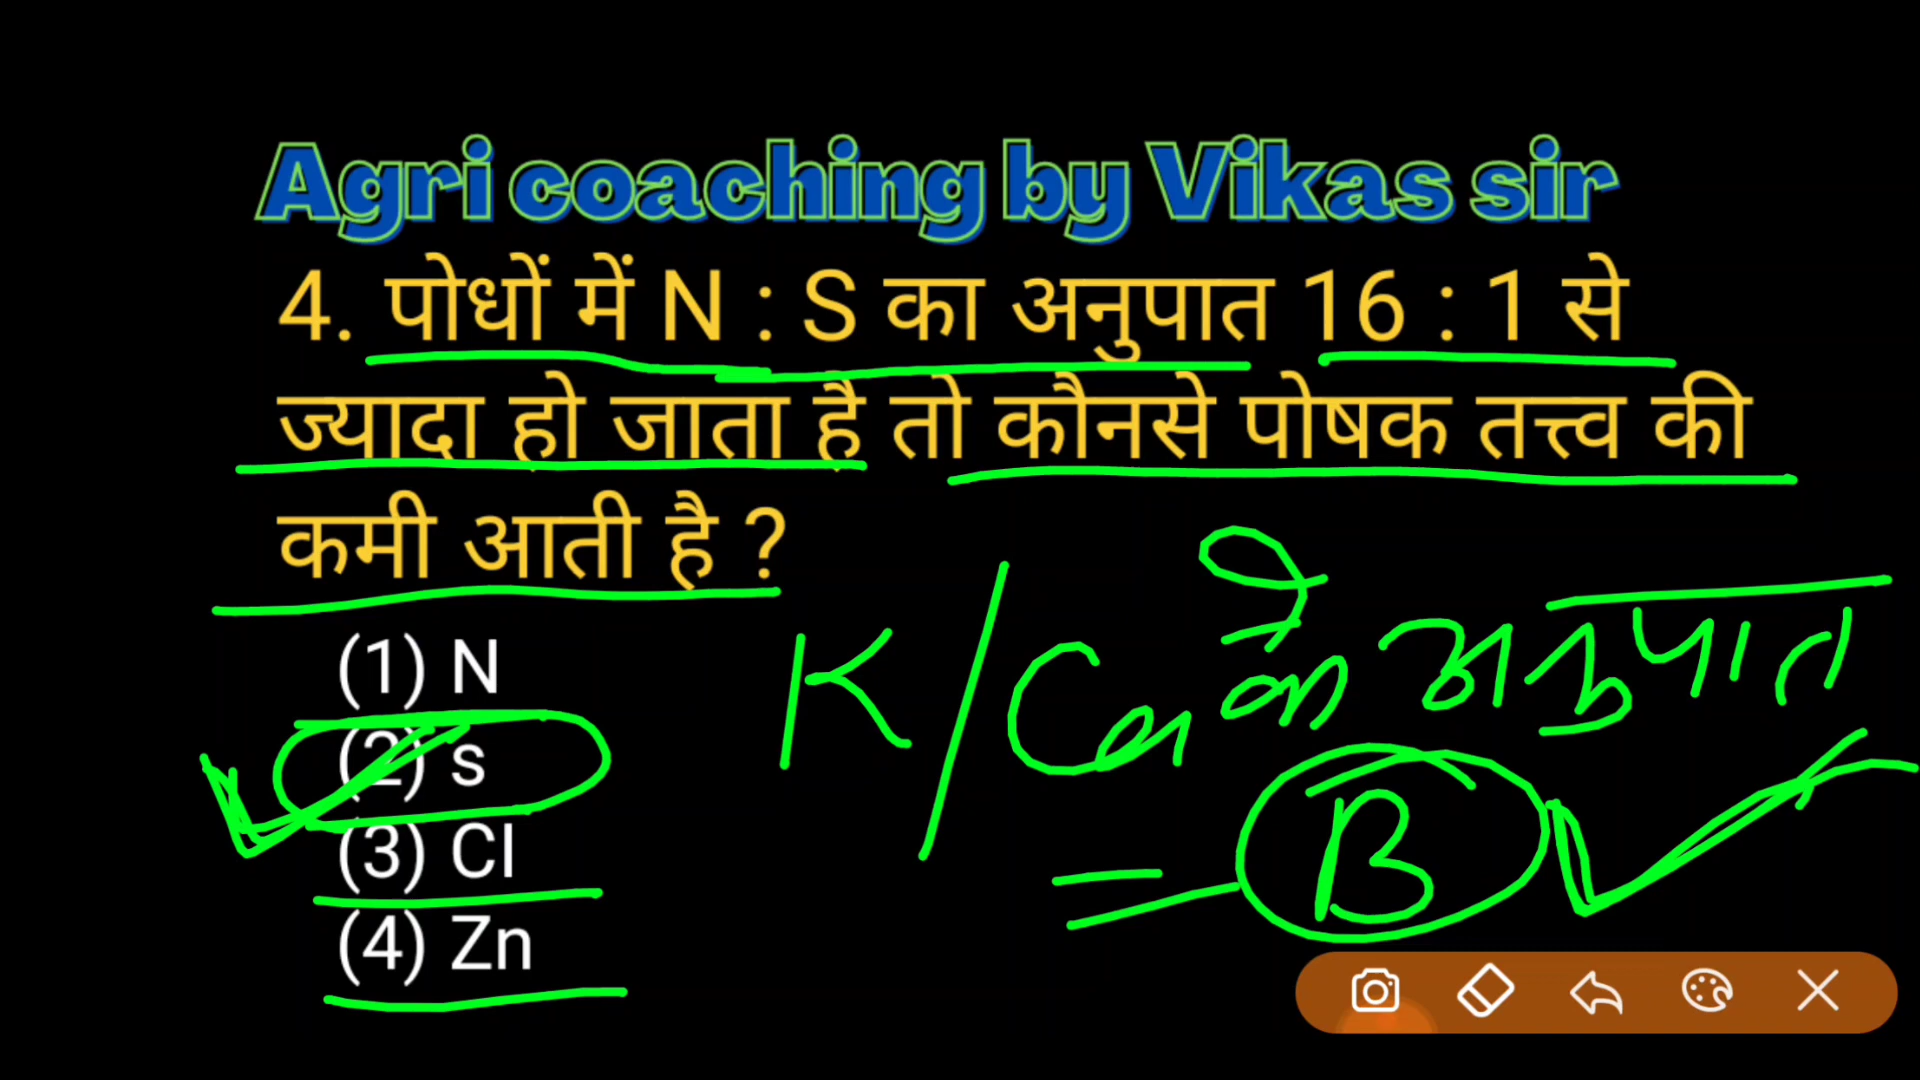 Agri coaching by Vikas sir
4. पोधों में N : S का अनुपात 16 : 1 से
ज्यादा हो जाता है तो कौनसे पोषक तत्त्व की
कमी आती है ?
(1) N
(2) s
(3) Cl
(4) Zn
K/Ca के अनुपात
= B